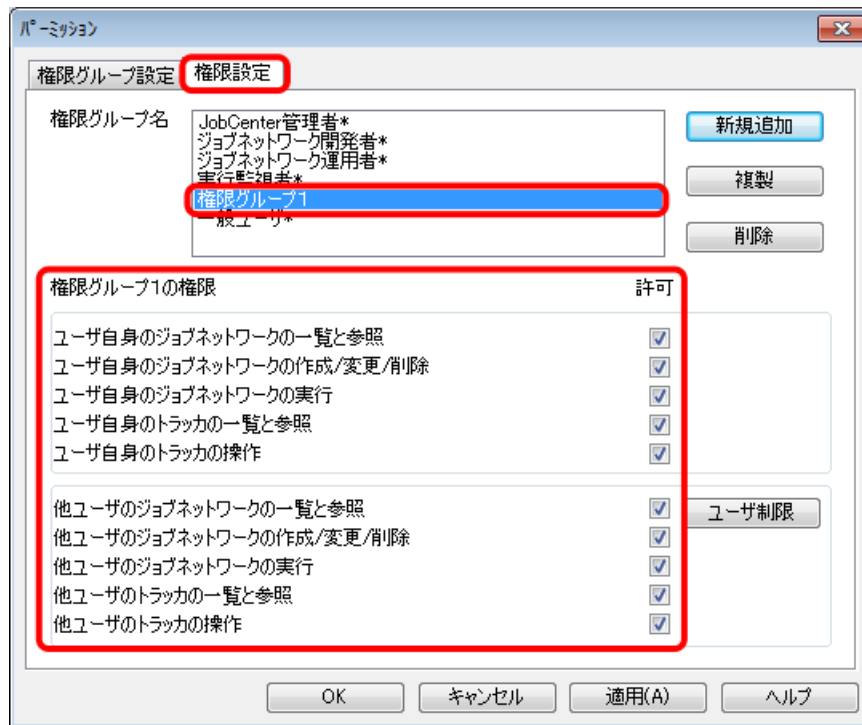 パーミッション
権限グループ設定
権限設定
権限グループ名
JobCenter管理者*
ジョブネットワーク開発者*
ジョブネットワーク運用者*
実行監視者*
権限グループ1
一般ユーザ*
新規追加
複製
削除
権限グループ1の権限 許可
ユーザ自身のジョブネットワークの一覧と参照
ユーザ自身のジョブネットワークの作成/変更/削除
ユーザ自身のジョブネットワークの実行
ユーザ自身のトラッカの一覧と参照
ユーザ自身のトラッカの操作
他ユーザのジョブネットワークの一覧と参照
ユーザ制限
他ユーザのジョブネットワークの作成/変更/削除
他ユーザのジョブネットワークの実行
他ユーザのトラッカの一覧と参照
他ユーザのトラッカの操作
OK キャンセル 適用(A) ヘルプ